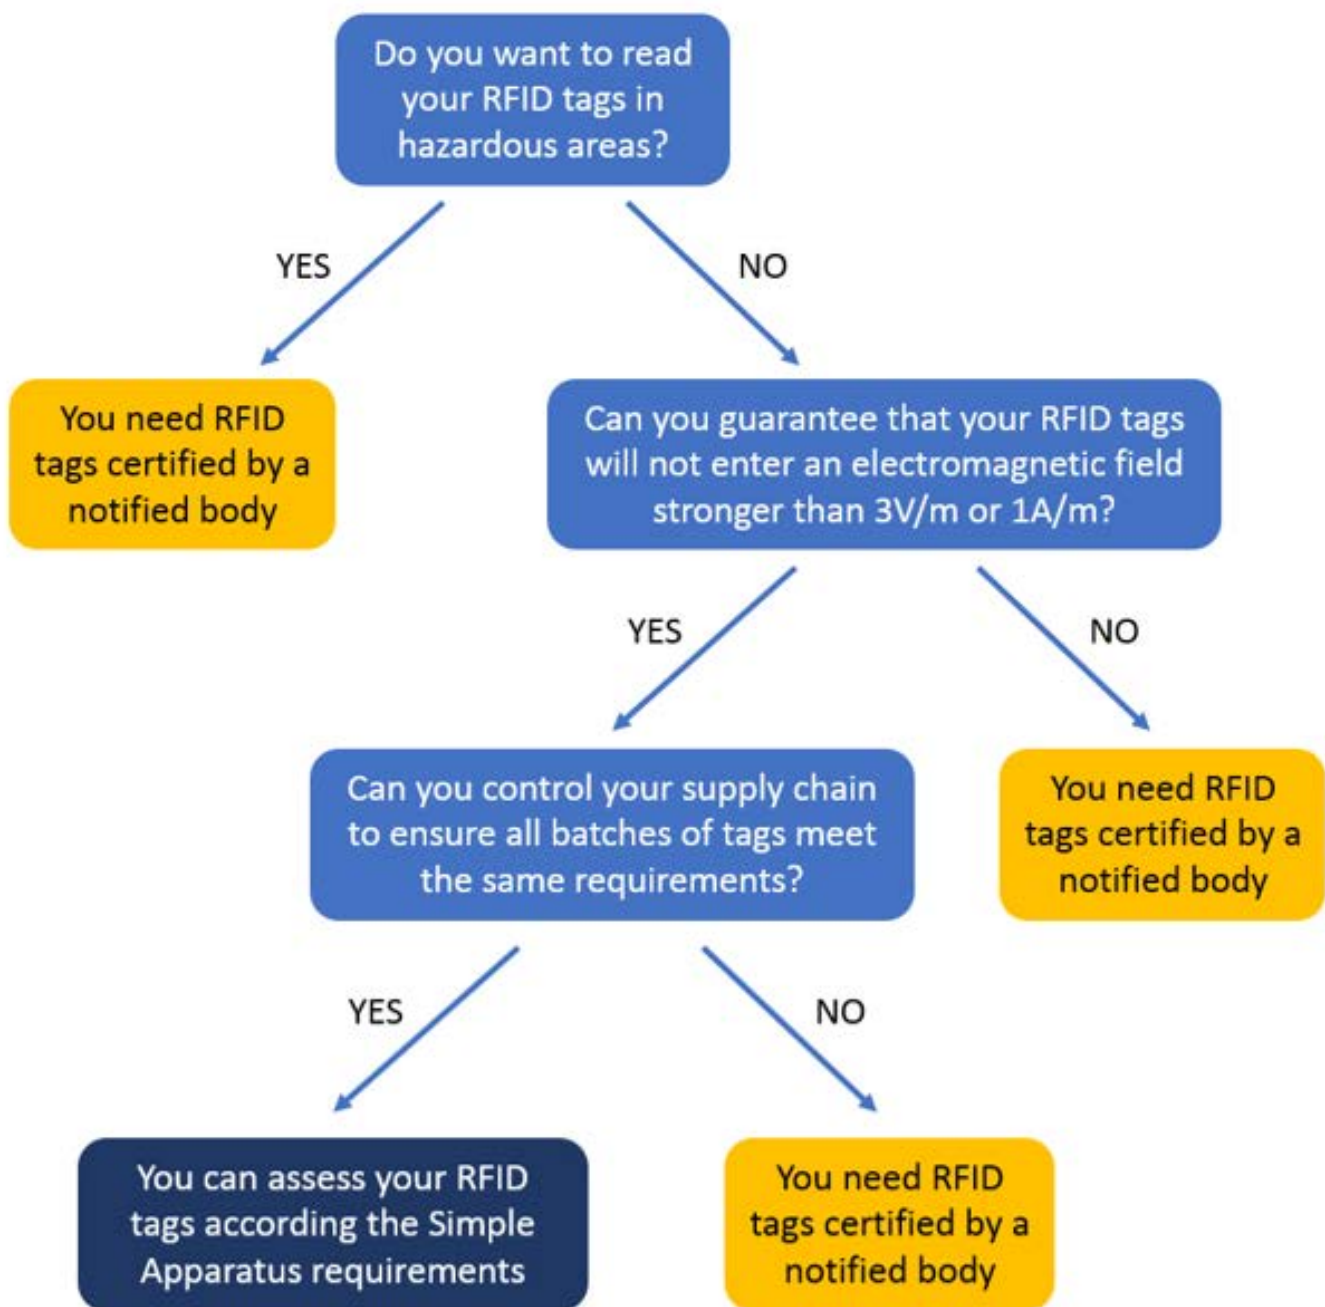 Do you want to read
your RFID tags in
hazardous areas?
YES
NO
You need RFID
tags certified by a
notified body
Can you guarantee that your RFID tags
will not enter an electromagnetic field
stronger than 3V/m or 1A/m?
YES
NO
Can you control your supply chain
to ensure all batches of tags meet
the same requirements?
You need RFID
tags certified by a
notified body
YES
NO
You can assess your RFID
tags according the Simple
Apparatus requirements
You need RFID
tags certified by a
notified body